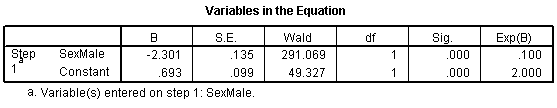 Variables in the Equation
B S.E. Wald df Sig. Exp(B)
Step 1a SexMale -2.301 .135 291.069 1 .000 .100
Constant .693 .099 49.327 1 .000 2.000
a. Variable(s) entered on step 1: SexMale.